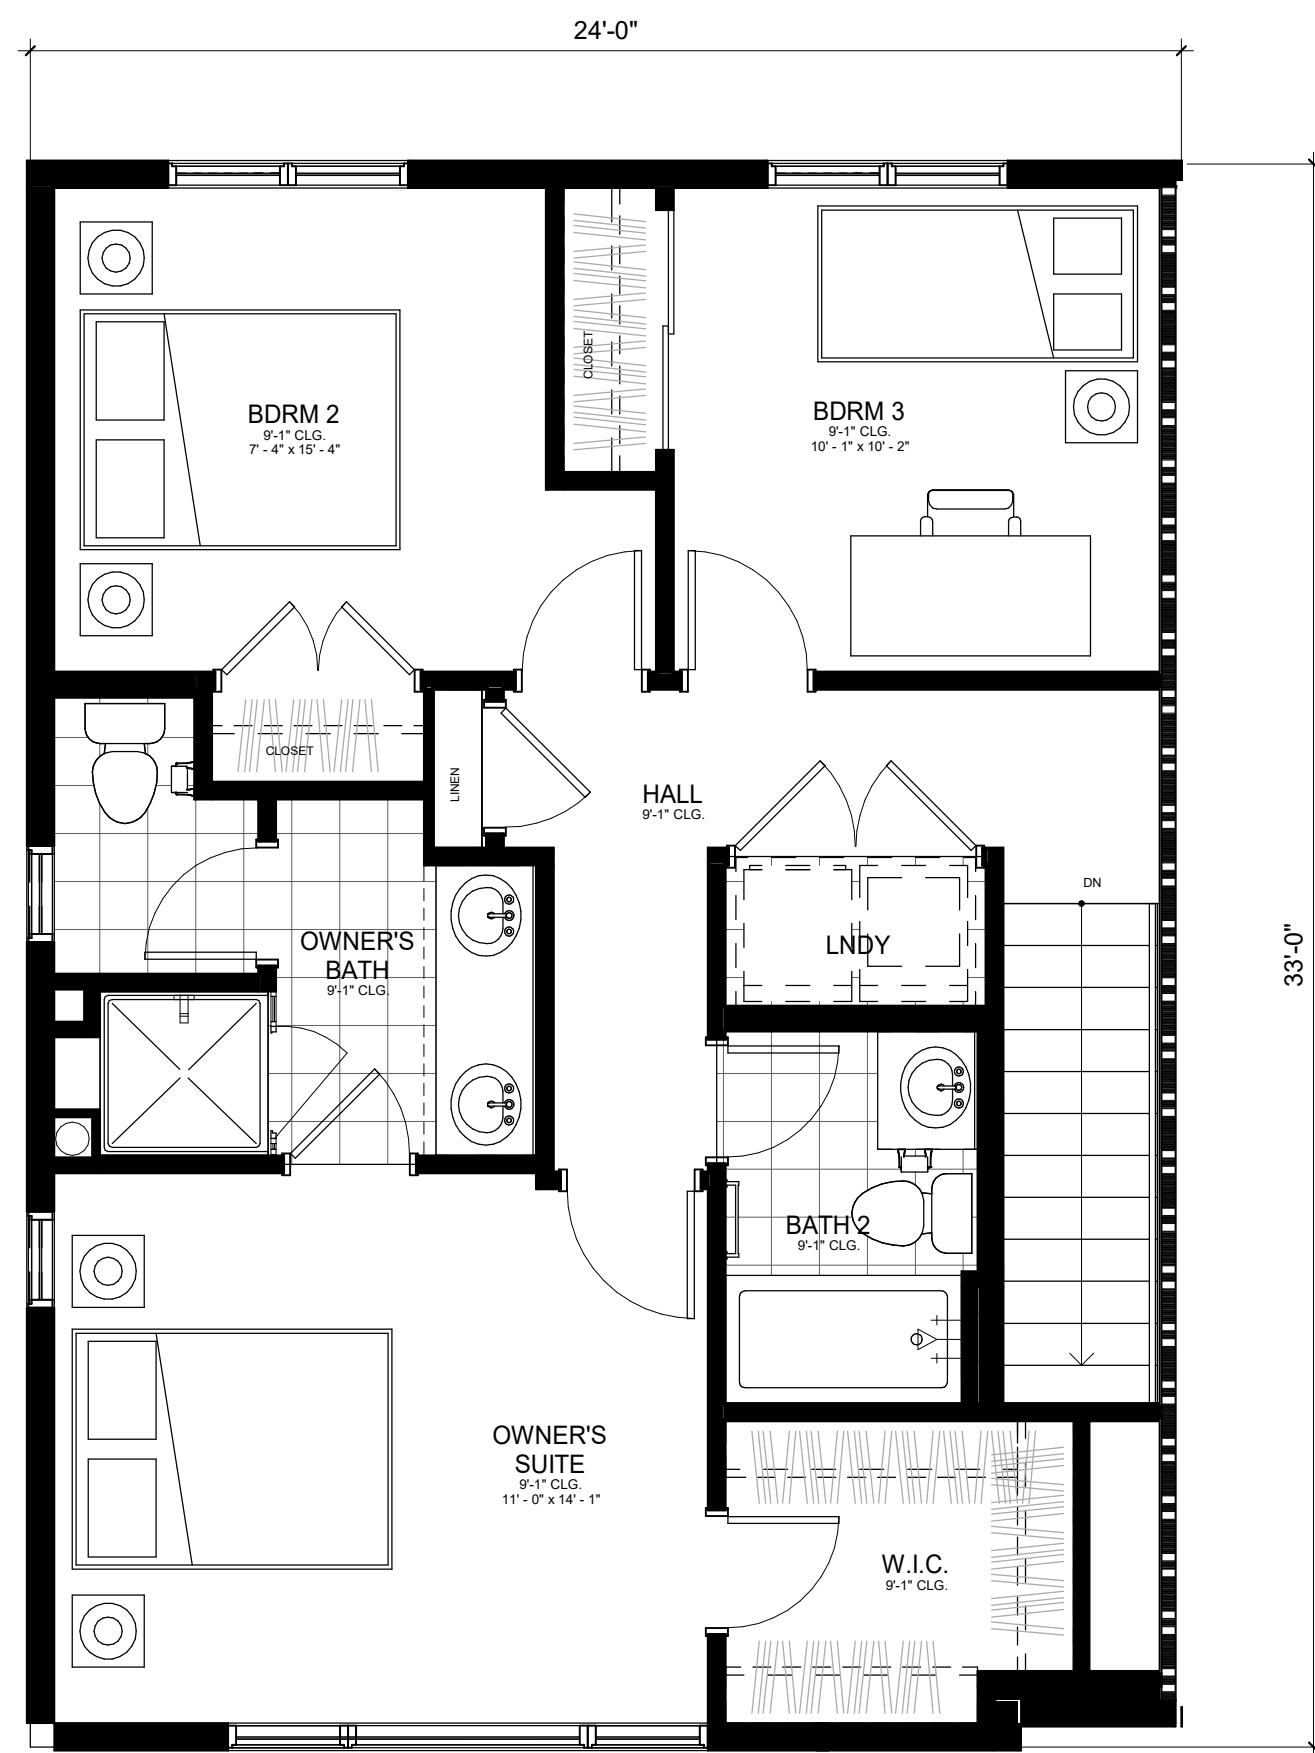 24'-0"
CLOSET
BDRM 2
9'-1" CLG.
7' - 4" x 15' - 4"
BDRM 3
9'-1" CLG.
10' - 1" x 10' - 2"
CLOSET
LINEN
HALL
9'-1" CLG.
DN
OWNER'S
BATH
9'-1" CLG.
LNDY
33'-0"
BATH 2
9'-1" CLG.
OWNER'S
SUITE
9'-1" CLG.
11' - 0" x 14' - 1"
W.I.C.
9'-1" CLG.